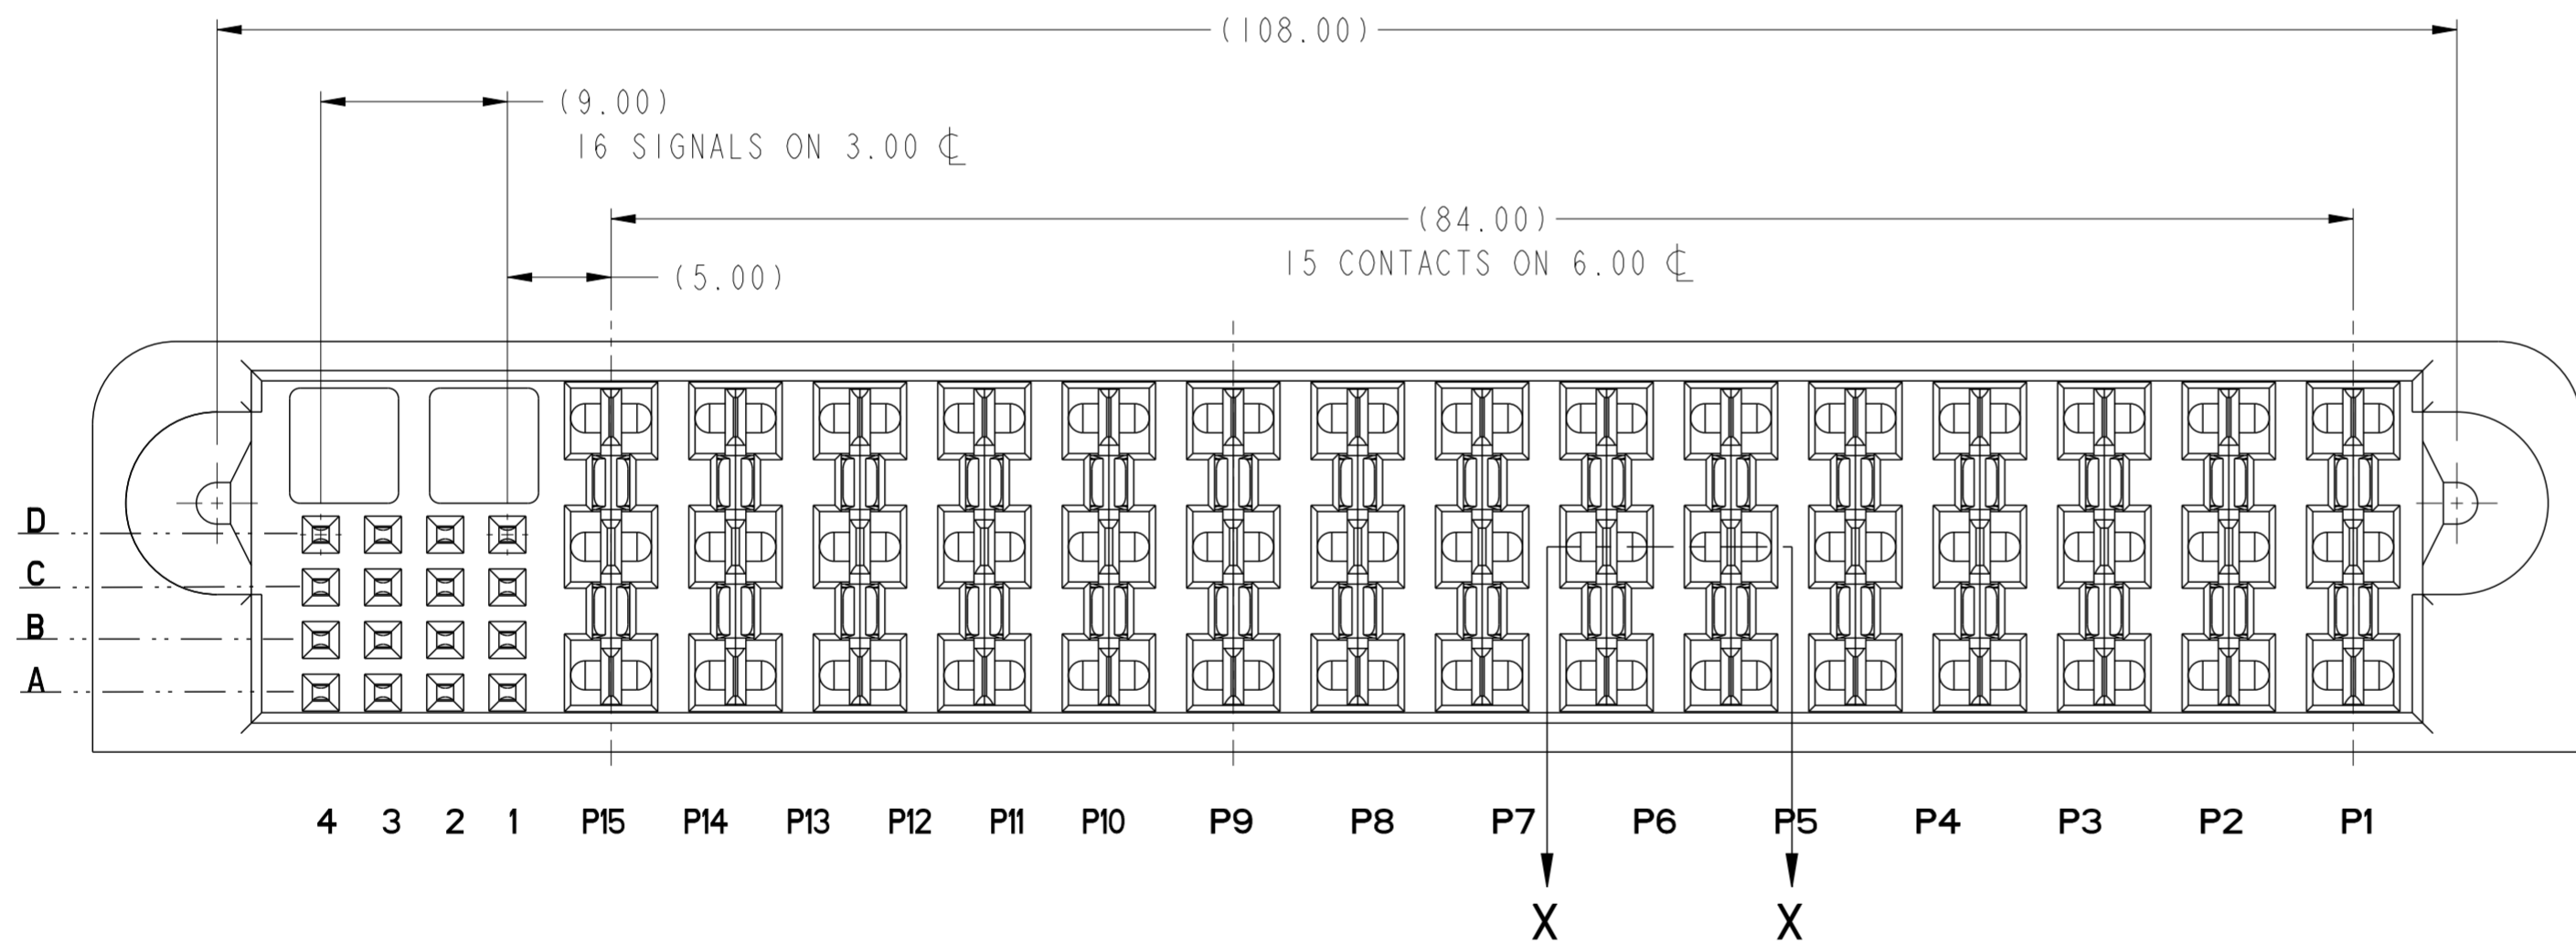 (108.00)
(9.00)
16 SIGNALS ON 3.00 ℄
(84.00)
15 CONTACTS ON 6.00 ℄
(5.00)
D
C
B
A
4 3 2 1 P15 P14 P13 P12 P11 P10 P9 P8 P7 P6 P5 P4 P3 P2 P1
X X